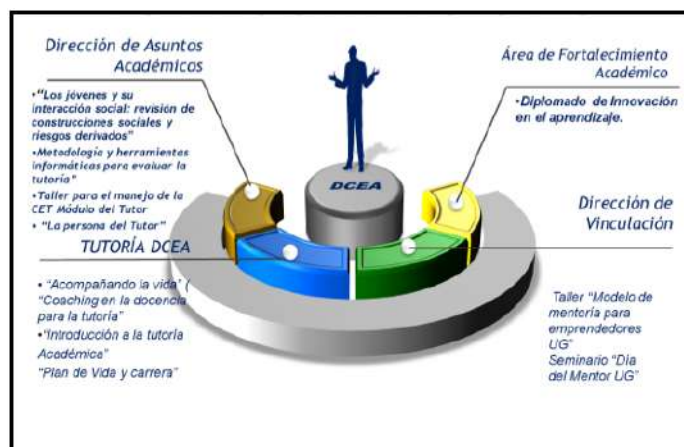 Dirección de Asuntos
Académicos
•"Los jóvenes y su
interacción social: revisión de
construcciones sociales y
riesgos derivados"
•Metodología y herramientas
informáticas para evaluar la
tutoría"
•Taller para el manejo de la
CET Módulo del Tutor
• "La persona del Tutor"
TUTORÍA DCEA
• "Acompañando la vida" (
"Coaching en la docencia
para la tutoría"
•"Introducción a la tutoría
Académica"
"Plan de Vida y carrera"
DCEA
Área de Fortalecimiento
Académico
•Diplomado de Innovación
en el aprendizaje.
Dirección de
Vinculación
Taller "Modelo de
mentoría para
emprendedores
UG"
Seminario "Día
del Mentor UG"